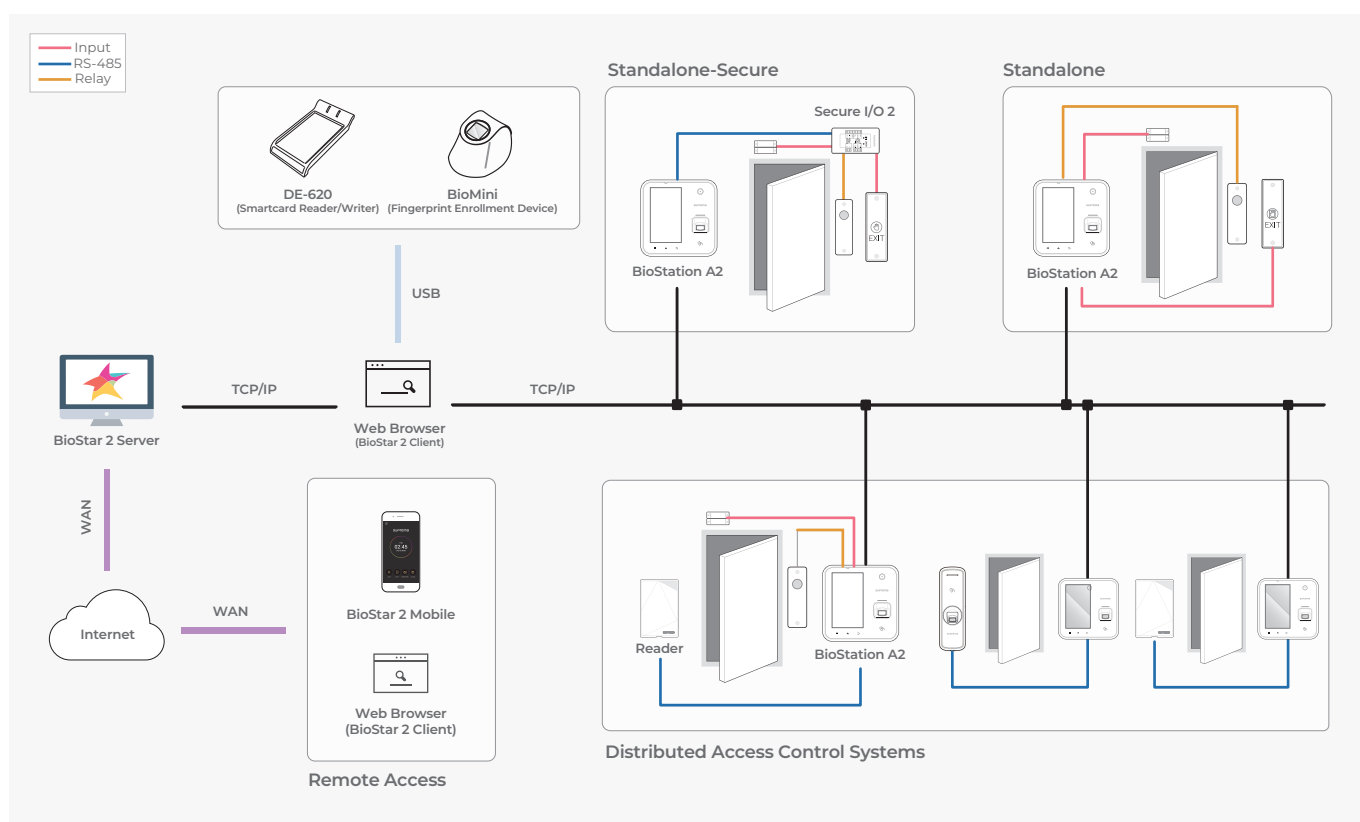 Input
RS-485
Relay
Standalone-Secure
Standalone
Secure I/O 2
DE-620
(Smartcard Reader/Writer)
BioMini
(Fingerprint Enrollment Device)
EXIT
EXIT
BioStation A2
BioStation A2
USB
TCP/IP
TCP/IP
BioStar 2 Server
Web Browser
(BioStar 2 Client)
WAN
WAN
Internet
02:45
BioStar 2 Mobile
Web Browser
(BioStar 2 Client)
Remote Access
Reader
BioStation A2
Distributed Access Control Systems